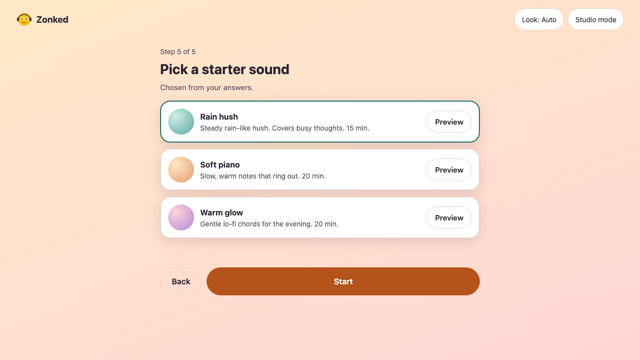 Zonked
Look: Auto
Studio mode
Step 5 of 5
Pick a starter sound
Chosen from your answers.
Rain hush
Steady rain-like hush. Covers busy thoughts. 15 min.
Preview
Soft piano
Slow, warm notes that ring out. 20 min.
Preview
Warm glow
Gentle lo-fi chords for the evening. 20 min.
Preview
Back
Start